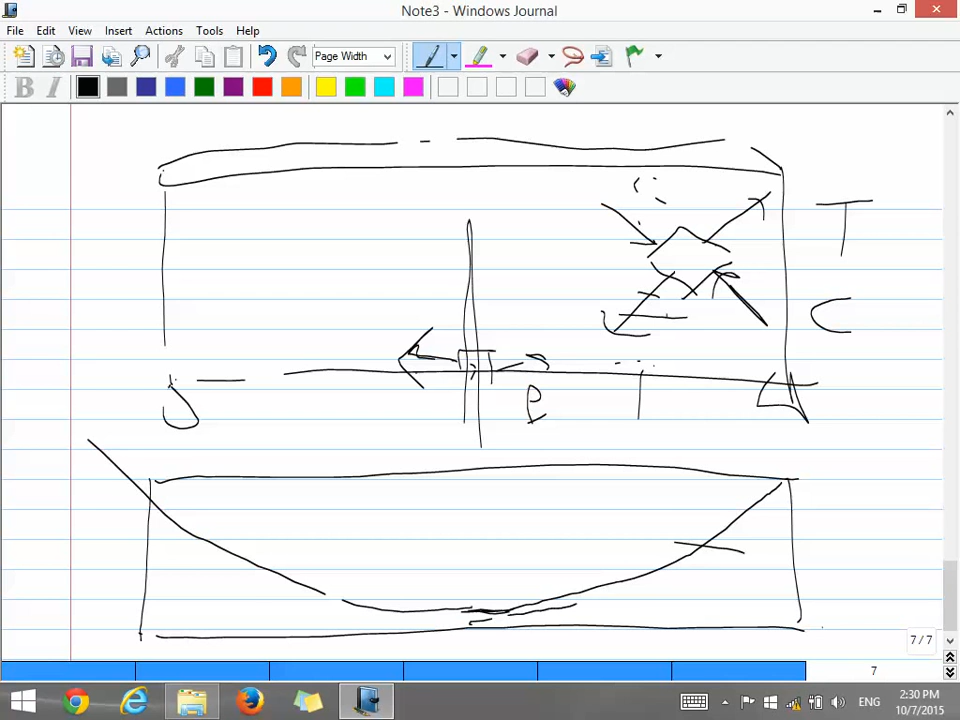 Note3 - Windows Journal
File Edit View Insert Actions Tools Help
Page Width
B I
T
C
P
7 / 7
7
ENG
2:30 PM
10/7/2015